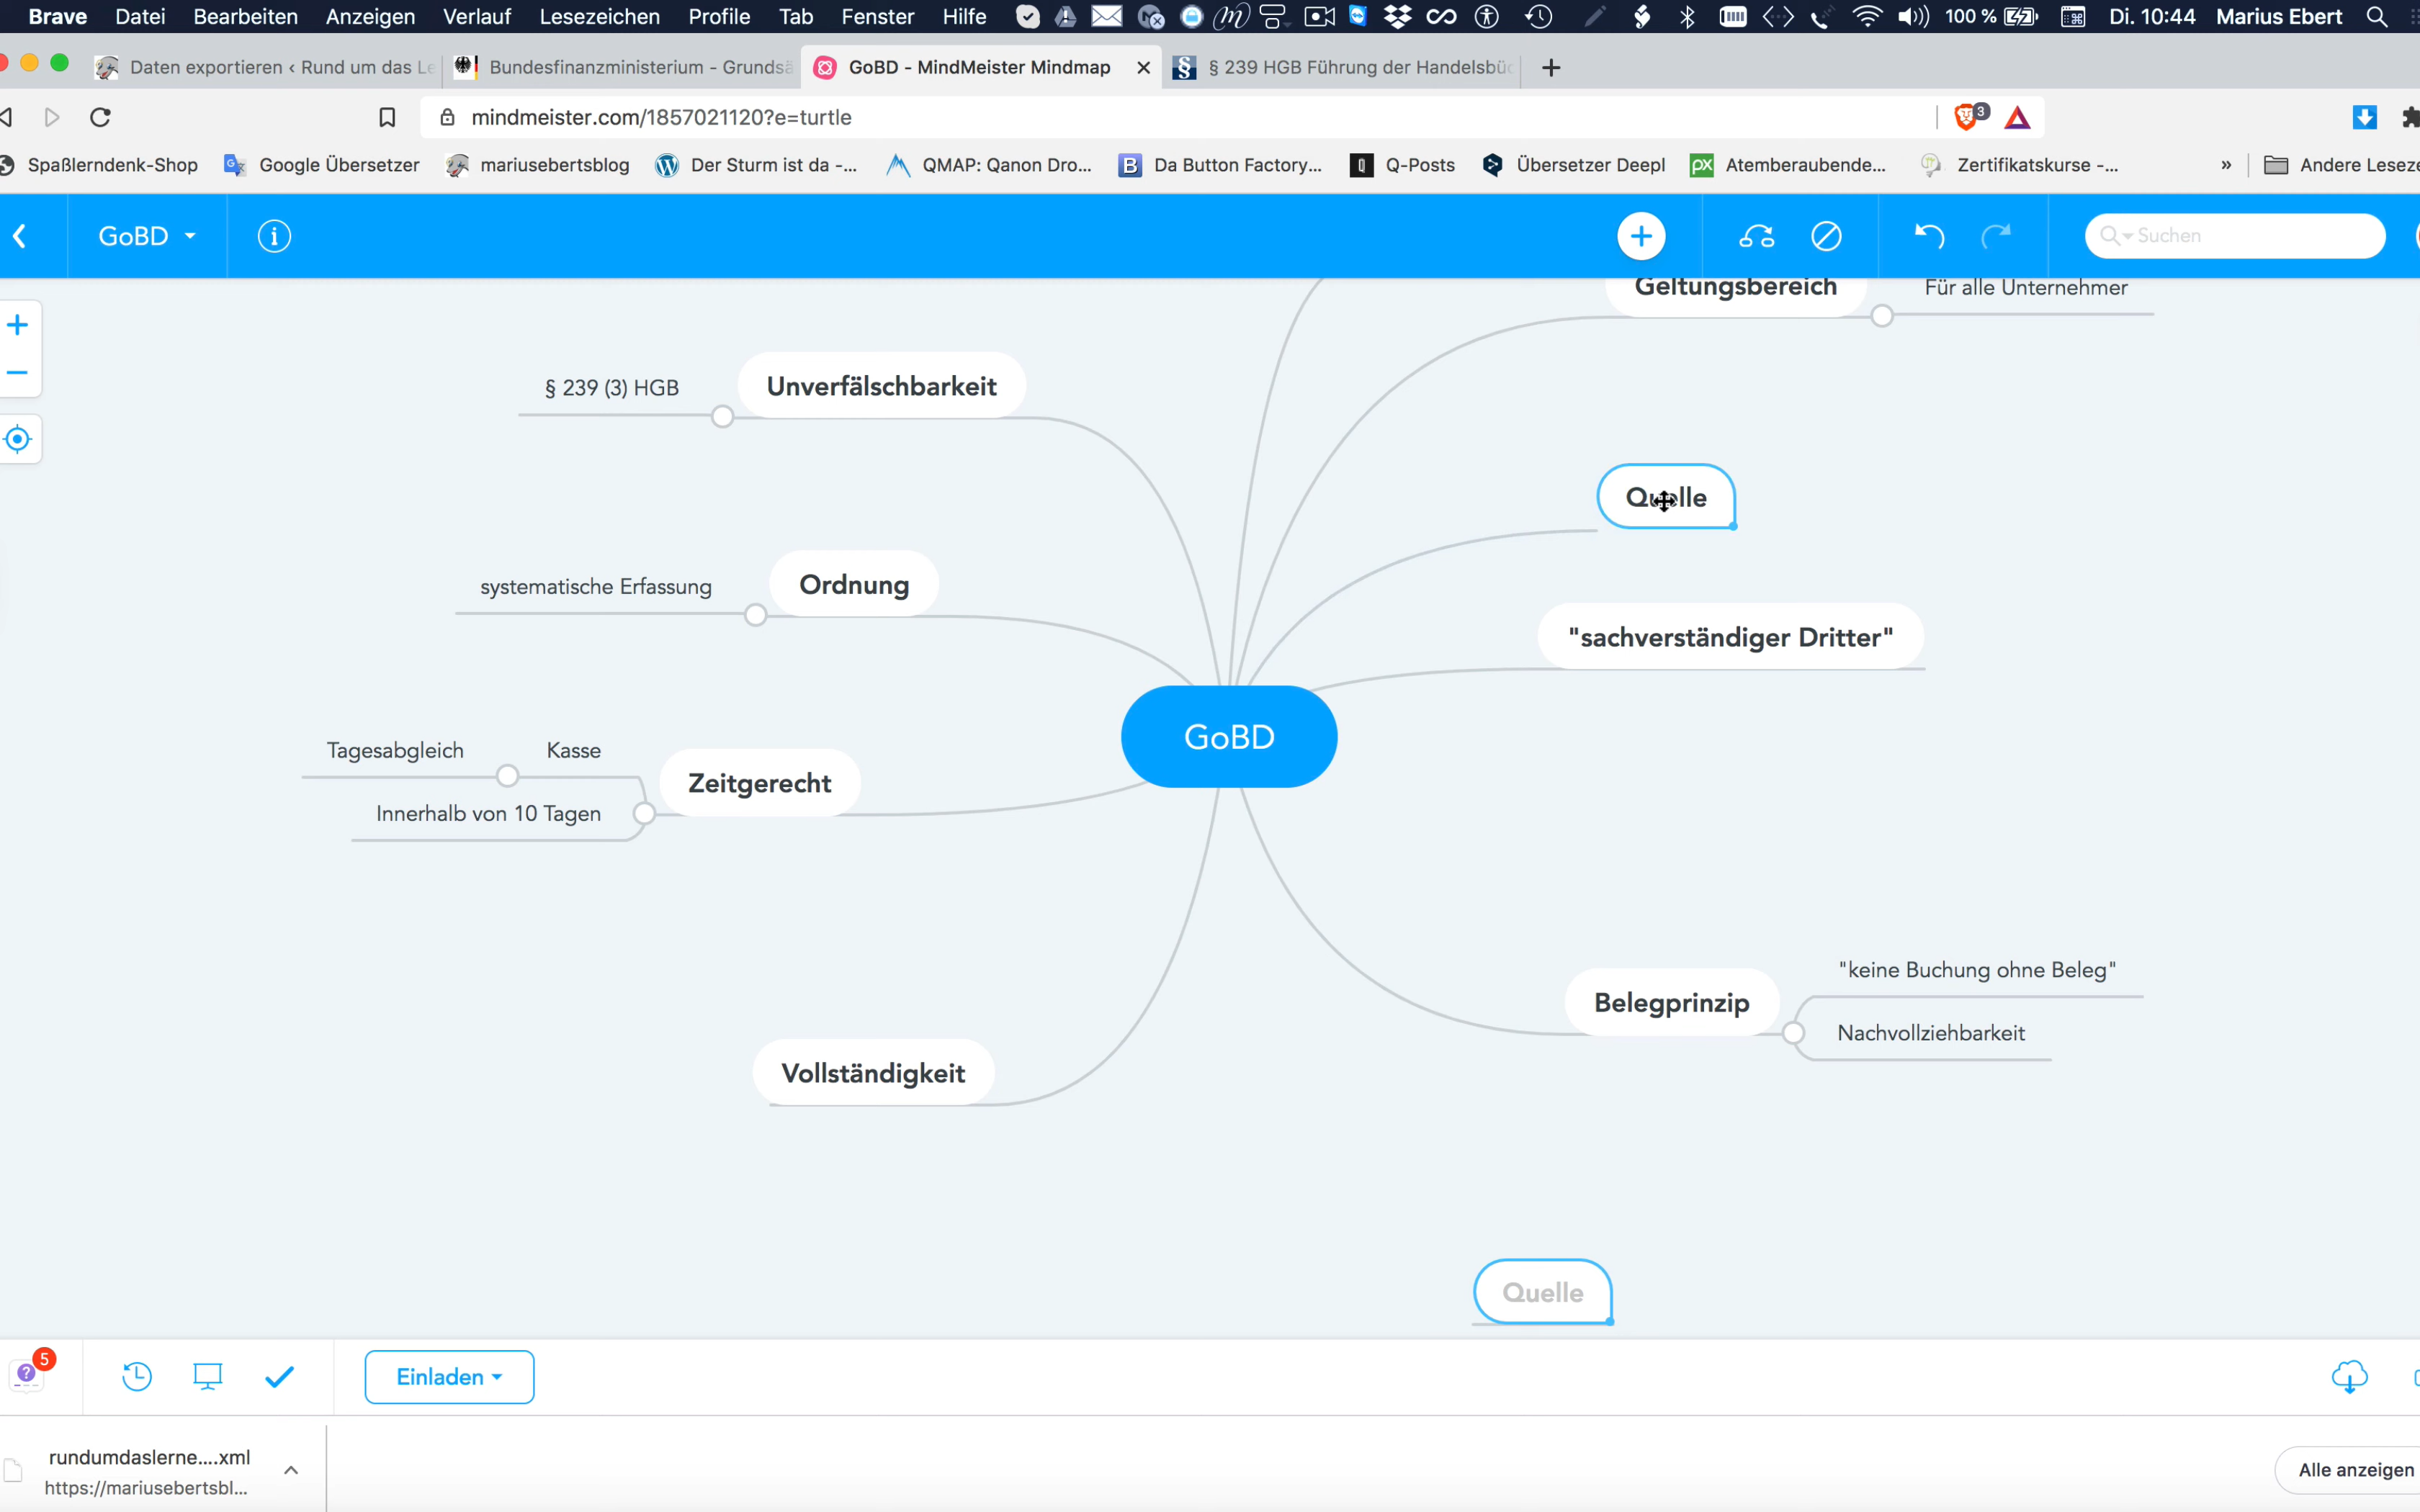 Brave Datei Bearbeiten Anzeigen Verlauf Lesezeichen Profile Tab Fenster Hilfe 100 % Di. 10:44 Marius Ebert
Daten exportieren ‹ Rund um das Le
Bundesfinanzministerium - Grundsä
GoBD - MindMeister Mindmap
§ 239 HGB Führung der Handelsbüc
mindmeister.com/1857021120?e=turtle
3
Spaßlerndenk-Shop Google Übersetzer mariusebertsblog Der Sturm ist da -... QMAP: Qanon Dro... Da Button Factory... Q-Posts Übersetzer Deepl Atemberaubende... Zertifikatskurse -... » Andere Leseze
GoBD
Suchen
Geltungsbereich
Für alle Unternehmer
§ 239 (3) HGB
Unverfälschbarkeit
Quelle
systematische Erfassung
Ordnung
"sachverständiger Dritter"
GoBD
Tagesabgleich
Kasse
Zeitgerecht
Innerhalb von 10 Tagen
"keine Buchung ohne Beleg"
Belegprinzip
Nachvollziehbarkeit
Vollständigkeit
Quelle
5
Einladen
rundumdaslerne....xml
https://mariusebertsbl...
Alle anzeigen